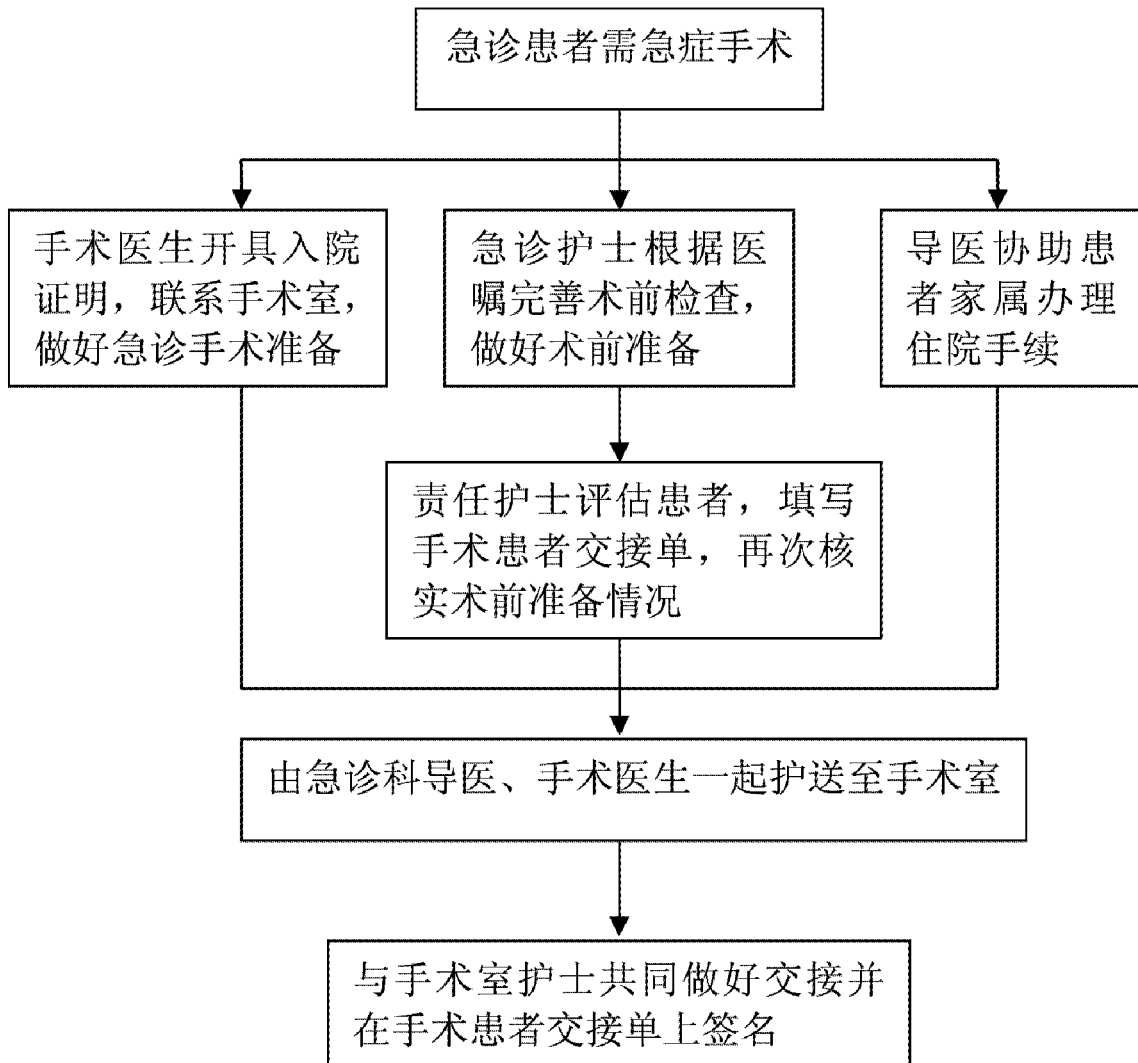 急诊患者需急症手术
手术医生开具入院
证明，联系手术室，
做好急诊手术准备
急诊护士根据医
嘱完善术前检查，
做好术前准备
导医协助患
者家属办理
住院手续
责任护士评估患者，填写
手术患者交接单，再次核
实术前准备情况
由急诊科导医、手术医生一起护送至手术室
与手术室护士共同做好交接并
在手术患者交接单上签名